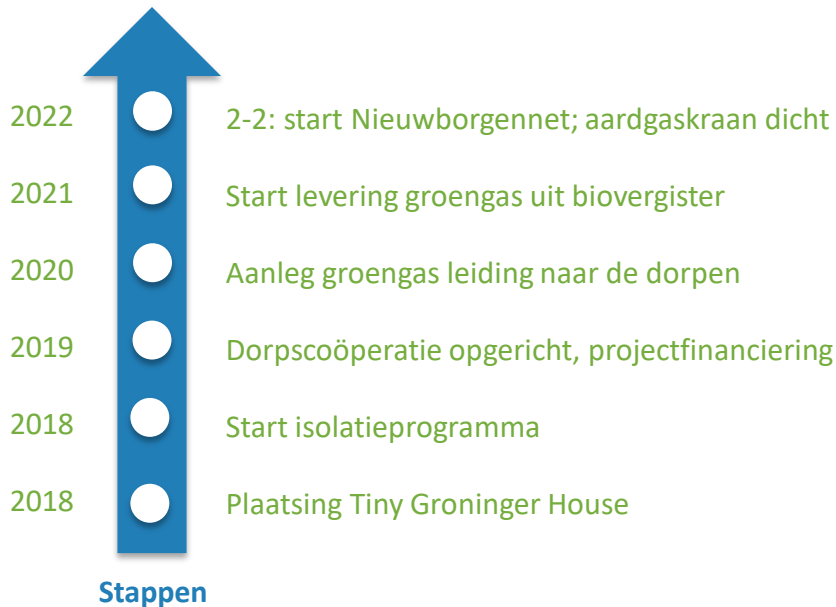 2022 2-2: start Nieuwborgennet; aardgaskraan dicht
2021 Start levering groengas uit biovergister
2020 Aanleg groengas leiding naar de dorpen
2019 Dorpscoöperatie opgericht, projectfinanciering
2018 Start isolatieprogramma
2018 Plaatsing Tiny Groninger House
Stappen